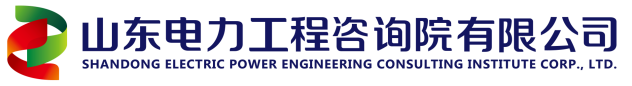 山东电力工程咨询院有限公司
SHANDONG ELECTRIC POWER ENGINEERING CONSULTING INSTITUTE CORP., LTD.